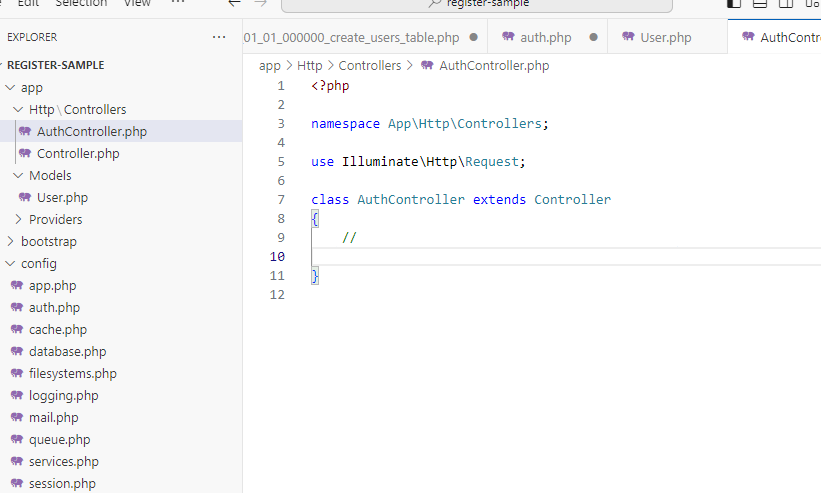 Edit Selection View ...
register-sample
EXPLORER ...
REGISTER-SAMPLE
app
Http\Controllers
AuthController.php
Controller.php
Models
User.php
Providers
bootstrap
config
app.php
auth.php
cache.php
database.php
filesystems.php
logging.php
mail.php
queue.php
services.php
session.php
01_01_000000_create_users_table.php
auth.php
User.php
AuthContr
app > Http > Controllers > AuthController.php
1 <?php
2
3 namespace App\Http\Controllers;
4
5 use Illuminate\Http\Request;
6
7 class AuthController extends Controller
8 {
9 //
10
11 }
12